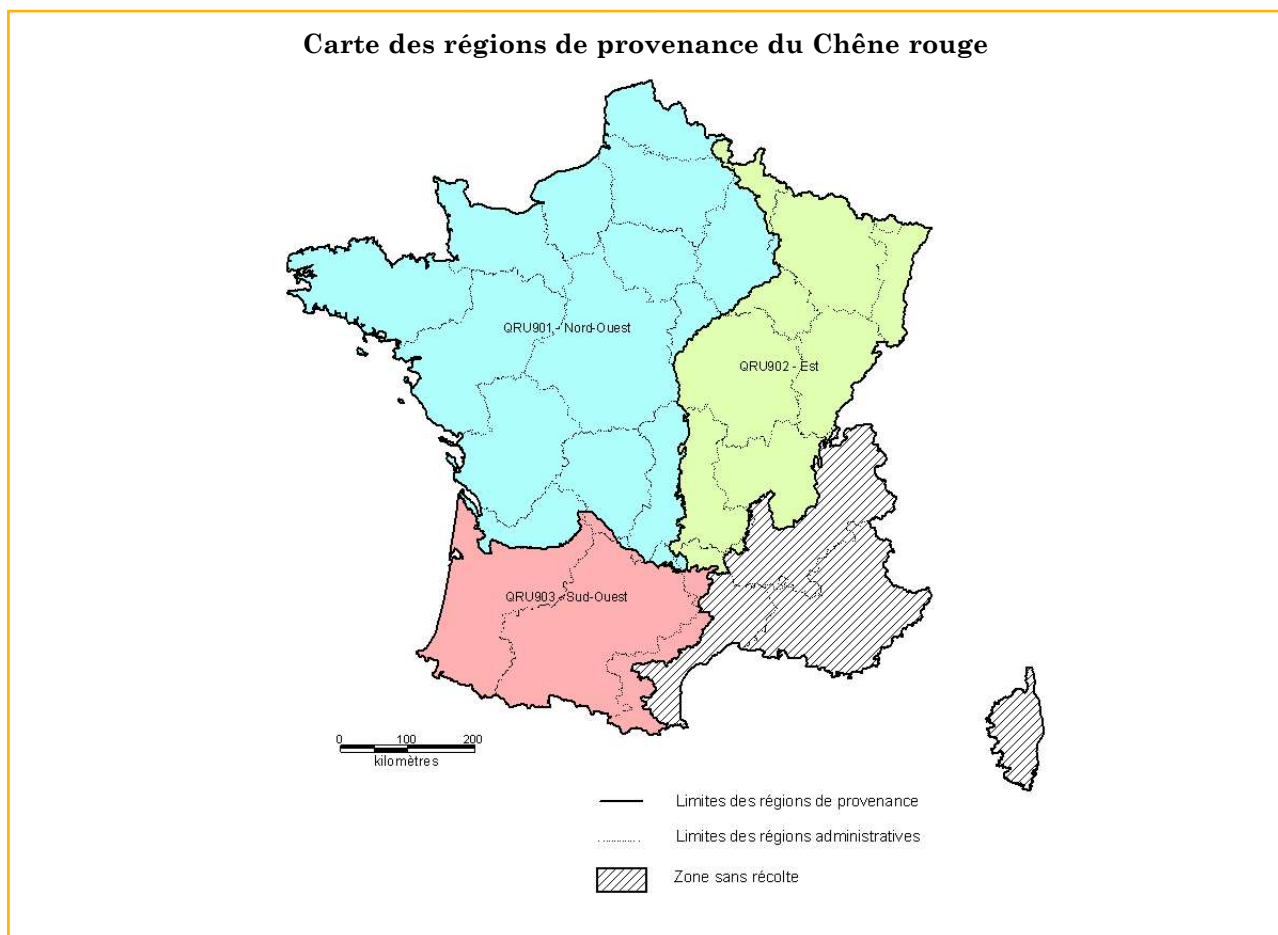 Carte des régions de provenance du Chêne rouge
QRU901 - Nord-Ouest
QRU902 - Est
QRU903 - Sud-Ouest
0 100 200
kilomètres
Limites des régions de provenance
Limites des régions administratives
Zone sans récolte